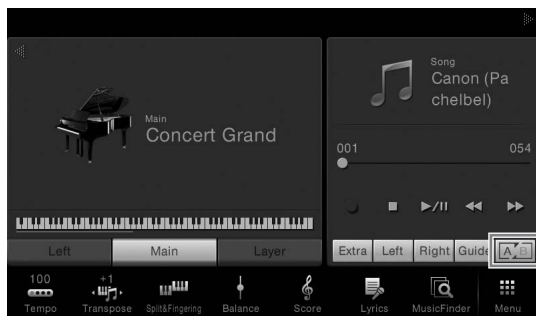 Main
Concert Grand
Song
Canon (Pa
chelbel)
001
054
Left
Main
Layer
Extra
Left
Right
Guide
A
B
100
Tempo
+1
Transpose
Split&Fingering
Balance
Score
Lyrics
MusicFinder
Menu